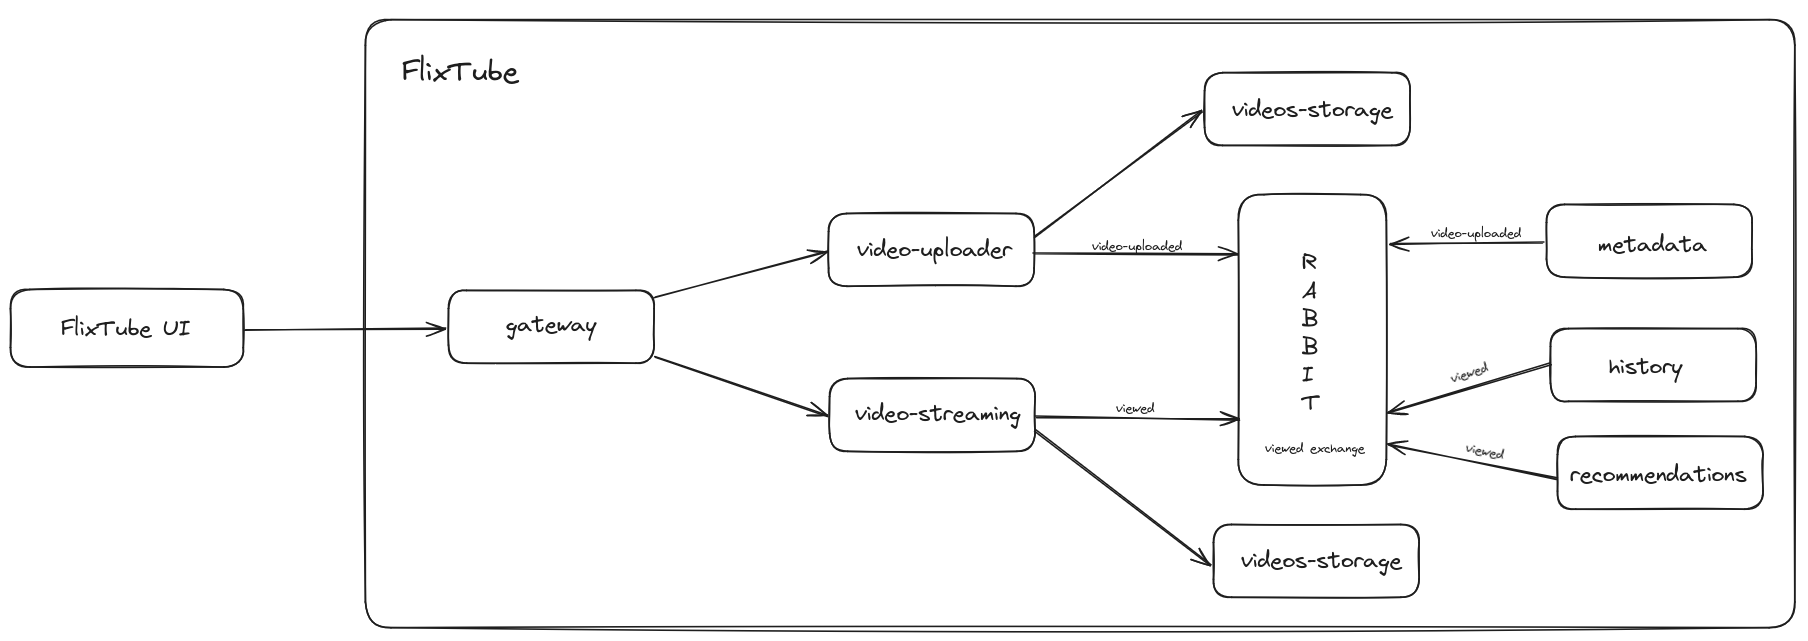 FlixTube
videos-storage
video-uploader
video-uploaded
video-uploaded
metadata
R
A
B
B
I
T
FlixTube UI
gateway
history
viewed
video-streaming
viewed
viewed exchange
viewed
recommendations
videos-storage